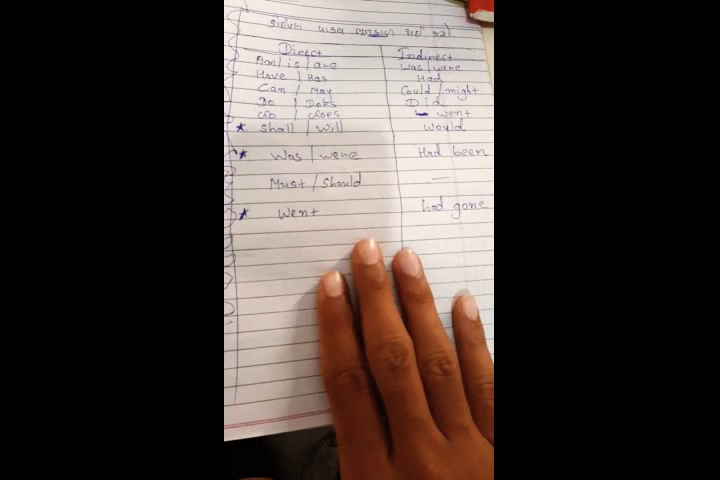 Direct Indirect
Am/is/are Was/were
Have/Has Had
Can/May Could/might
Do/Does Did
Go/Goes went
* Shall/Will Would
* Was/were Had been
Must/Should —
* Went had gone